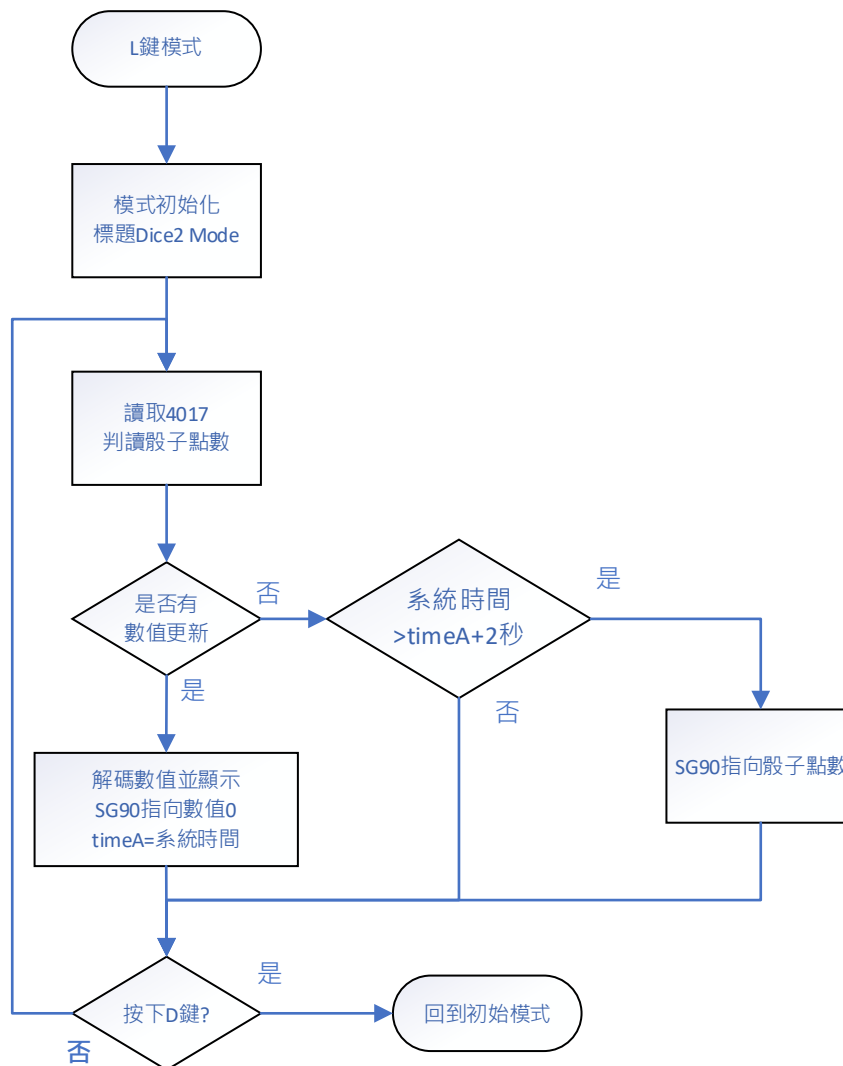 L鍵模式
模式初始化
標題Dice2 Mode
讀取4017
判讀骰子點數
是否有
數值更新
否
系統時間
>timeA+2秒
是
是
否
解碼數值並顯示
SG90指向數值0
timeA=系統時間
SG90指向骰子點數
按下D鍵?
是
回到初始模式
否